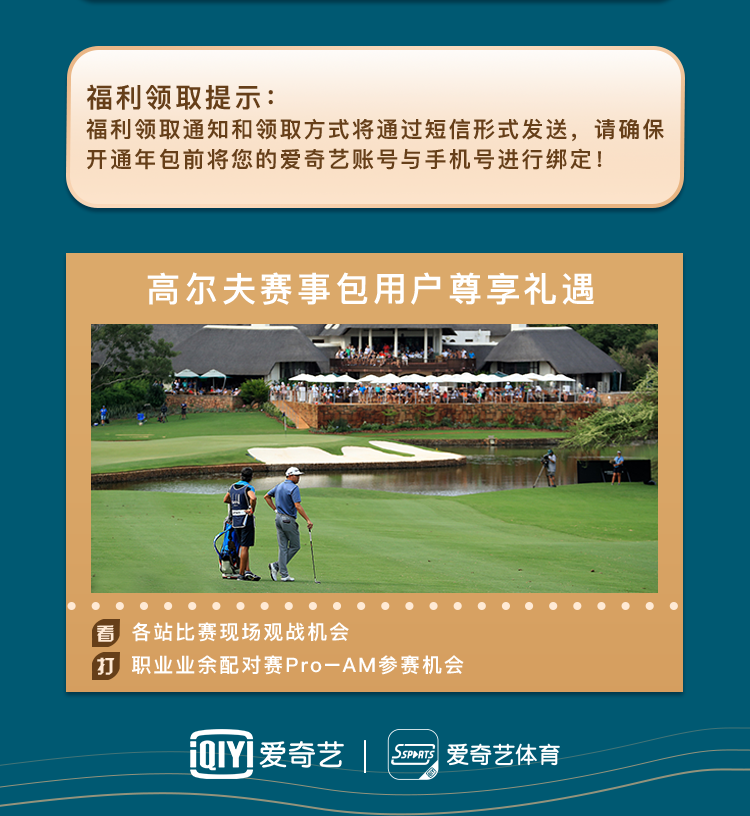 福利领取提示：
福利领取通知和领取方式将通过短信形式发送，请确保
开通年包前将您的爱奇艺账号与手机号进行绑定！
高尔夫赛事包用户尊享礼遇
看 各站比赛现场观战机会
打 职业业余配对赛Pro-AM参赛机会
iQIYI 爱奇艺 | SSPORTS 爱奇艺体育